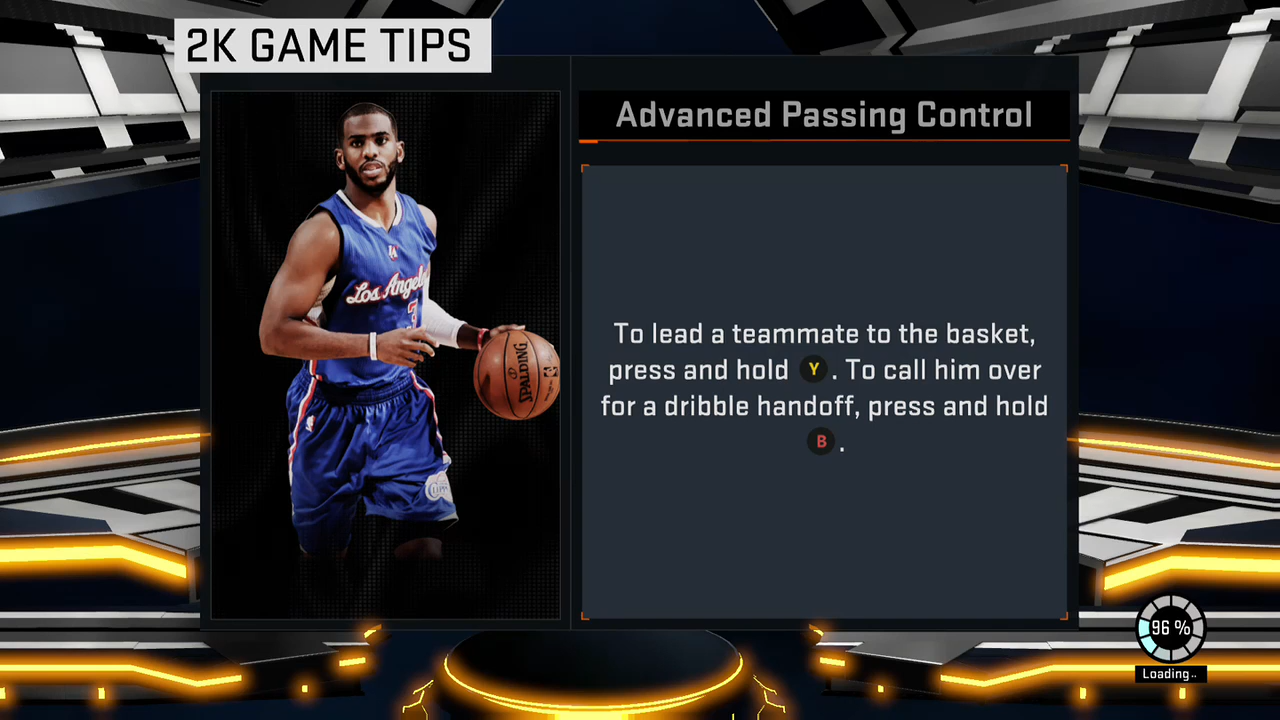 2K GAME TIPS
Advanced Passing Control
Los Angeles
3
SPALDING
To lead a teammate to the basket,
press and hold Y . To call him over
for a dribble handoff, press and hold
B .
96 %
Loading..